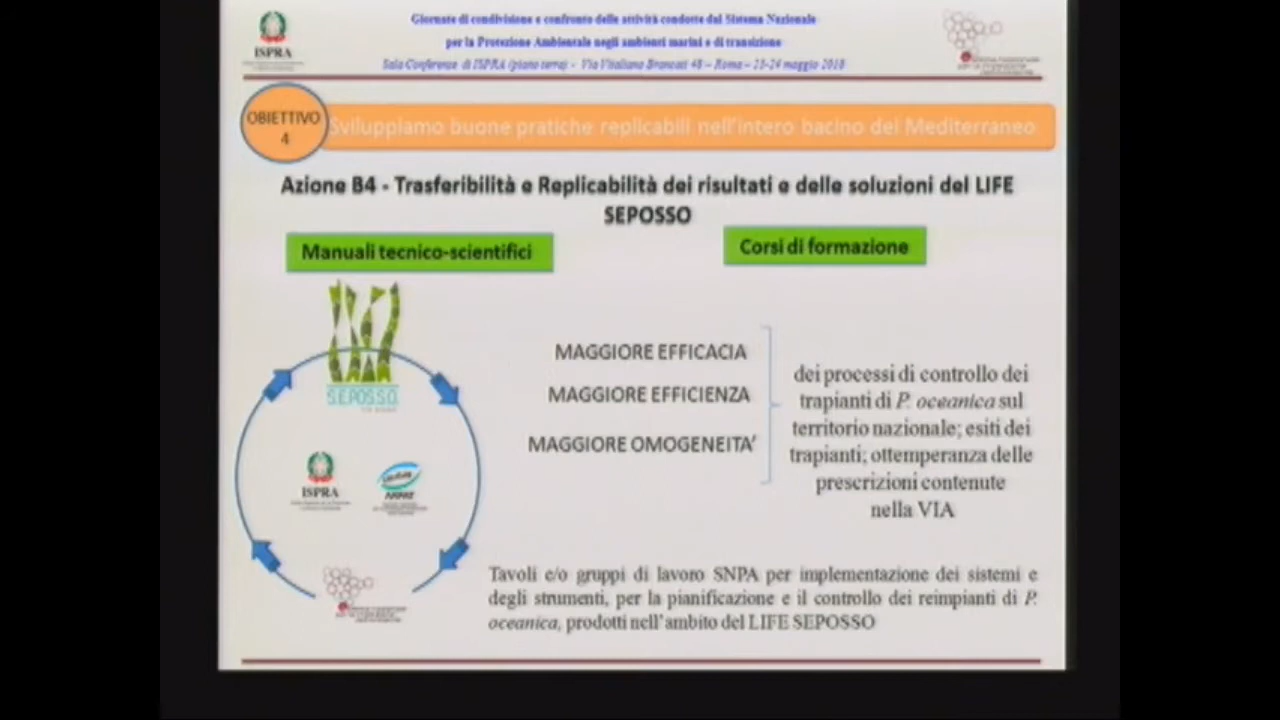 Giornate di condivisione e confronto delle attività condotte dal Sistema Nazionale
per la Protezione Ambientale negli ambienti marini e di transizione
Sala Conferenze di ISPRA (piano terra) - Via Vitaliano Brancati 48 – Roma – 23-24 maggio 2018
ISPRA
OBIETTIVO
4
Sviluppiamo buone pratiche replicabili nell'intero bacino del Mediterraneo
Azione B4 - Trasferibilità e Replicabilità dei risultati e delle soluzioni del LIFE
SEPOSSO
Manuali tecnico-scientifici
Corsi di formazione
S.E.POS.S.O.
MAGGIORE EFFICACIA
MAGGIORE EFFICIENZA
MAGGIORE OMOGENEITA'
dei processi di controllo dei
trapianti di P. oceanica sul
territorio nazionale; esiti dei
trapianti; ottemperanza delle
prescrizioni contenute
nella VIA
ISPRA
ARPAT
Tavoli e/o gruppi di lavoro SNPA per implementazione dei sistemi e
degli strumenti, per la pianificazione e il controllo dei reimpianti di P.
oceanica, prodotti nell'ambito del LIFE SEPOSSO